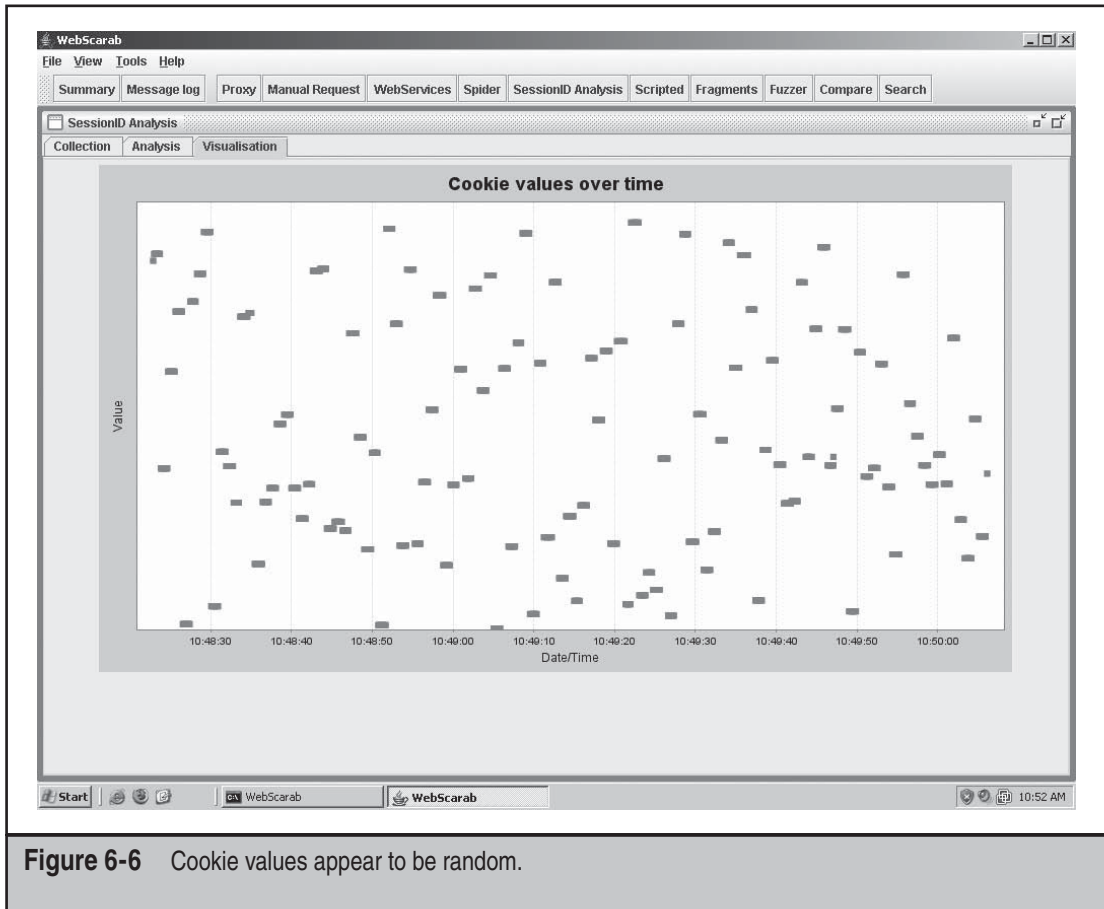 WebScarab
File View Tools Help
Summary Message log Proxy Manual Request WebServices Spider SessionID Analysis Scripted Fragments Fuzzer Compare Search
SessionID Analysis
Collection Analysis Visualisation
Cookie values over time
Value
10:48:30 10:48:40 10:48:50 10:49:00 10:49:10 10:49:20 10:49:30 10:49:40 10:49:50 10:50:00
Date/Time
Start WebScarab WebScarab 10:52 AM
Figure 6-6 Cookie values appear to be random.